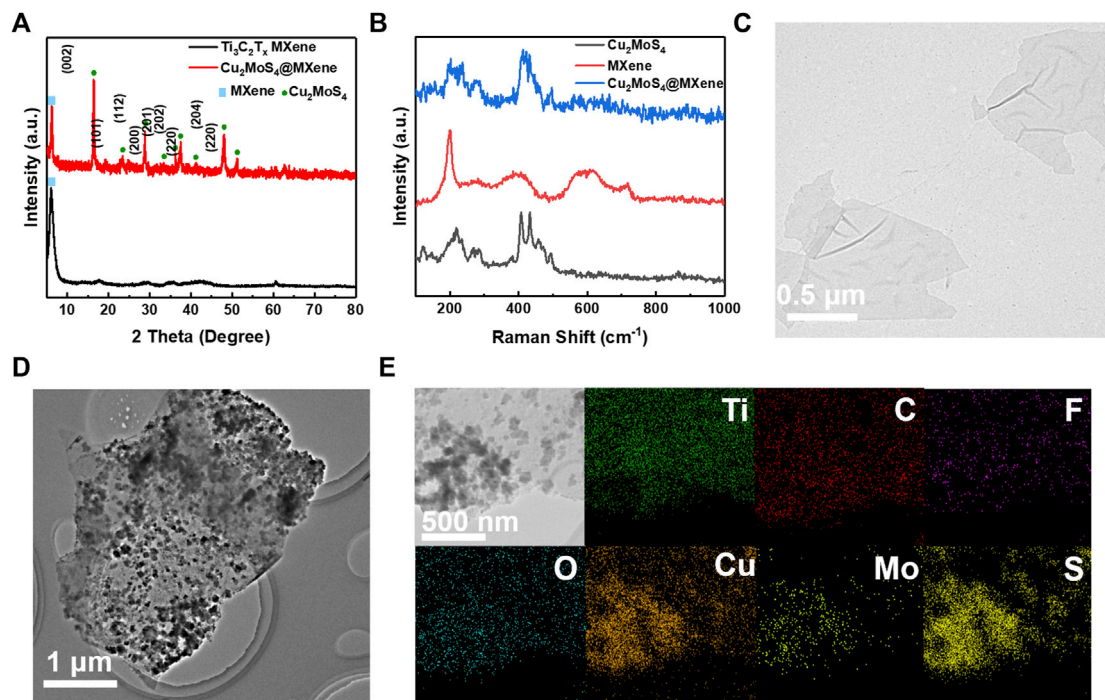 A
Intensity (a.u.)
Ti₃C₂Tₓ MXene
Cu₂MoS₄@MXene
MXene Cu₂MoS₄
(002)
(101)
(112)
(200)
(201)
(202)
(220)
(204)
(220)
10 20 30 40 50 60 70 80
2 Theta (Degree)
B
Intensity (a.u.)
Cu₂MoS₄
MXene
Cu₂MoS₄@MXene
200 400 600 800 1000
Raman Shift (cm⁻¹)
C
0.5 μm
D
1 μm
E
500 nm
Ti
C
F
O
Cu
Mo
S